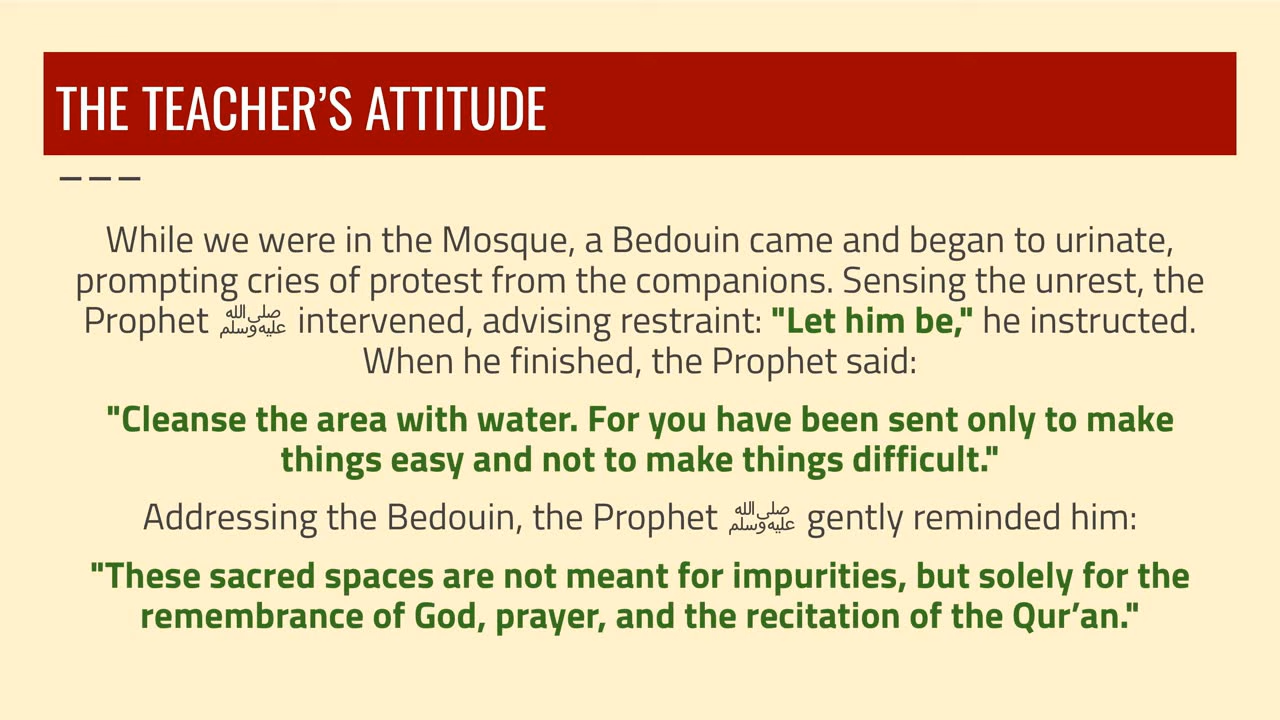 THE TEACHER’S ATTITUDE
While we were in the Mosque, a Bedouin came and began to urinate,
prompting cries of protest from the companions. Sensing the unrest, the
Prophet ﷺ intervened, advising restraint: "Let him be," he instructed.
When he finished, the Prophet said:
"Cleanse the area with water. For you have been sent only to make
things easy and not to make things difficult."
Addressing the Bedouin, the Prophet ﷺ gently reminded him:
"These sacred spaces are not meant for impurities, but solely for the
remembrance of God, prayer, and the recitation of the Qur’an."